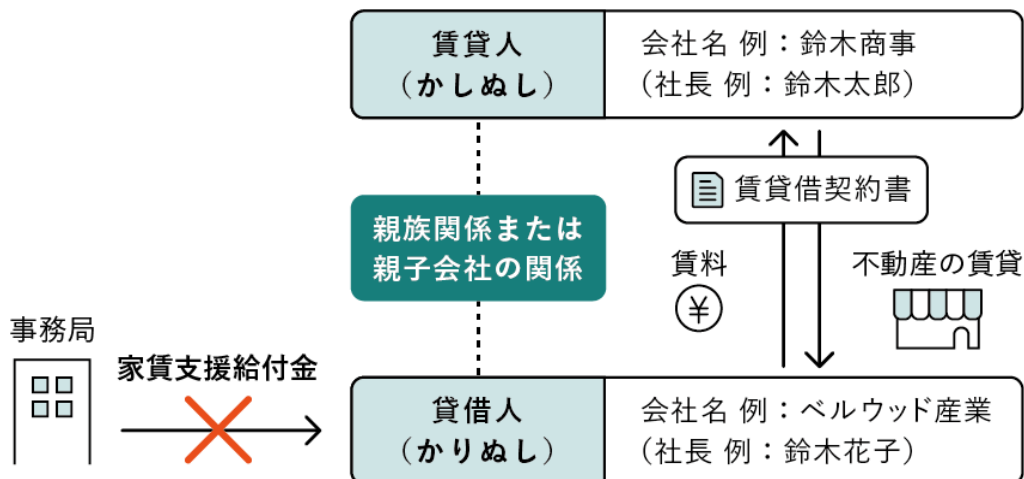 賃貸人
（かしぬし）
会社名 例：鈴木商事
（社長 例：鈴木太郎）
賃貸借契約書
親族関係または
親子会社の関係
賃料
¥
不動産の賃貸
事務局
家賃支援給付金
賃借人
（かりぬし）
会社名 例：ベルウッド産業
（社長 例：鈴木花子）